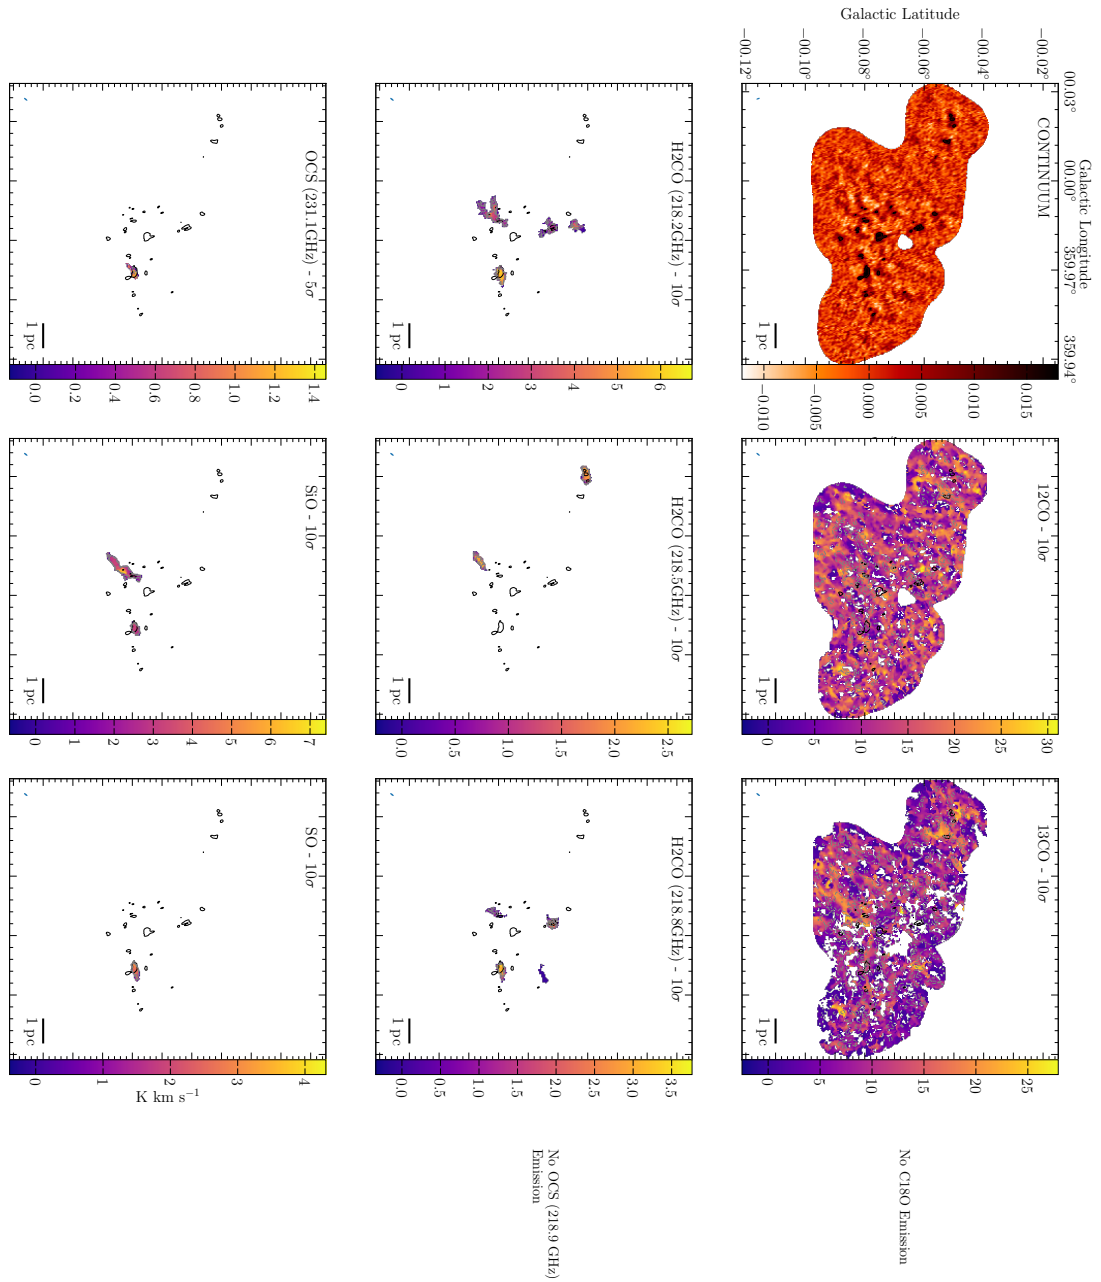 Galactic Longitude
00.03°
00.00°
359.97°
359.94°
Galactic Latitude
−00.02°
−00.04°
−00.06°
−00.08°
−00.10°
−00.12°
CONTINUUM
1 pc
0.015
0.010
0.005
0.000
−0.005
−0.010
12CO - 10σ
1 pc
30
25
20
15
10
5
0
13CO - 10σ
1 pc
25
20
15
10
5
0
No C18O Emission
H2CO (218.2GHz) - 10σ
1 pc
6
5
4
3
2
1
0
H2CO (218.5GHz) - 10σ
1 pc
2.5
2.0
1.5
1.0
0.5
0.0
H2CO (218.8GHz) - 10σ
1 pc
3.5
3.0
2.5
2.0
1.5
1.0
0.5
0.0
No OCS (218.9 GHz)
Emission
OCS (231.1GHz) - 5σ
1 pc
1.4
1.2
1.0
0.8
0.6
0.4
0.2
0.0
SiO - 10σ
1 pc
7
6
5
4
3
2
1
0
SO - 10σ
1 pc
4
3
2
1
0
K km s⁻¹